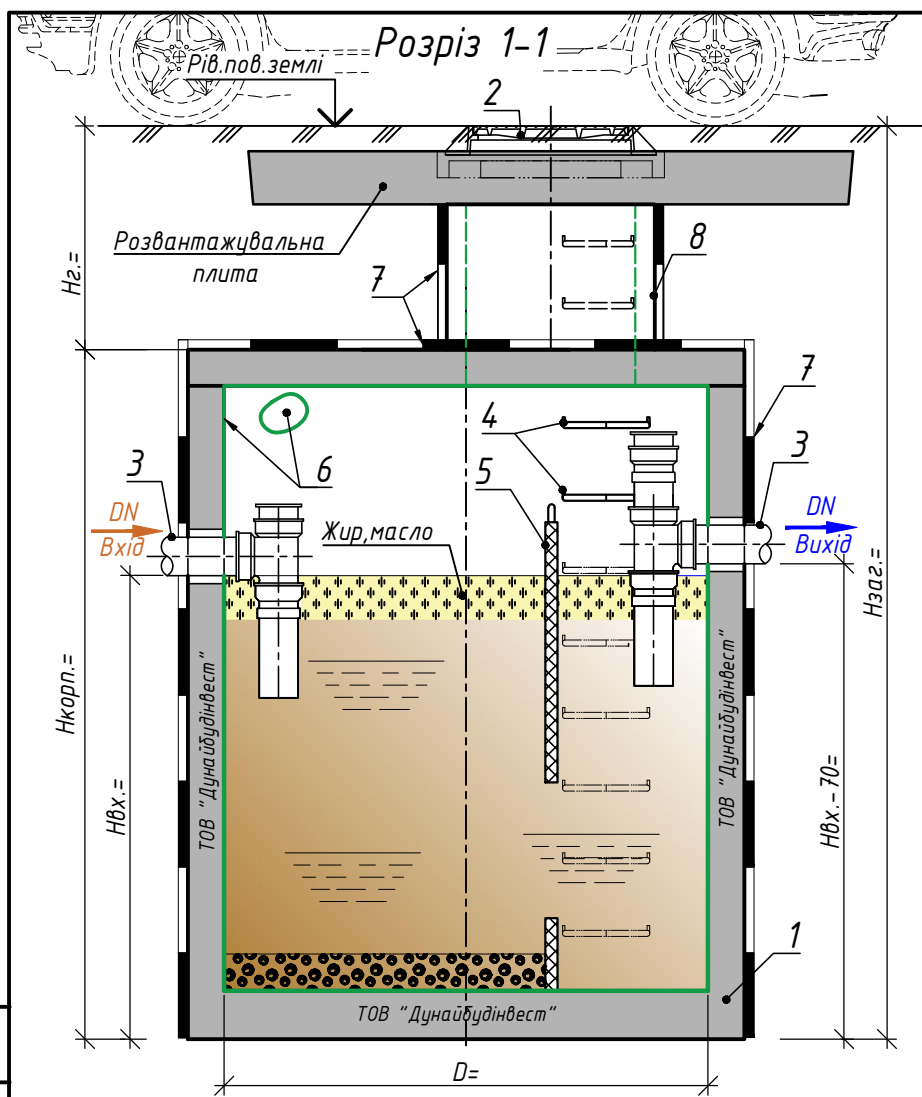 Розріз 1-1
Рів.пов.землі
2
Розвантажувальна
плита
7
8
Нг.=
7
6
4
5
3
3
DN
Вхід
DN
Вихід
Жир,масло
Нзаг.=
Нкорп.=
Нвх.=
ТОВ "Дунайбудінвест"
ТОВ "Дунайбудінвест"
Нвх.-70=
1
ТОВ "Дунайбудінвест"
D=